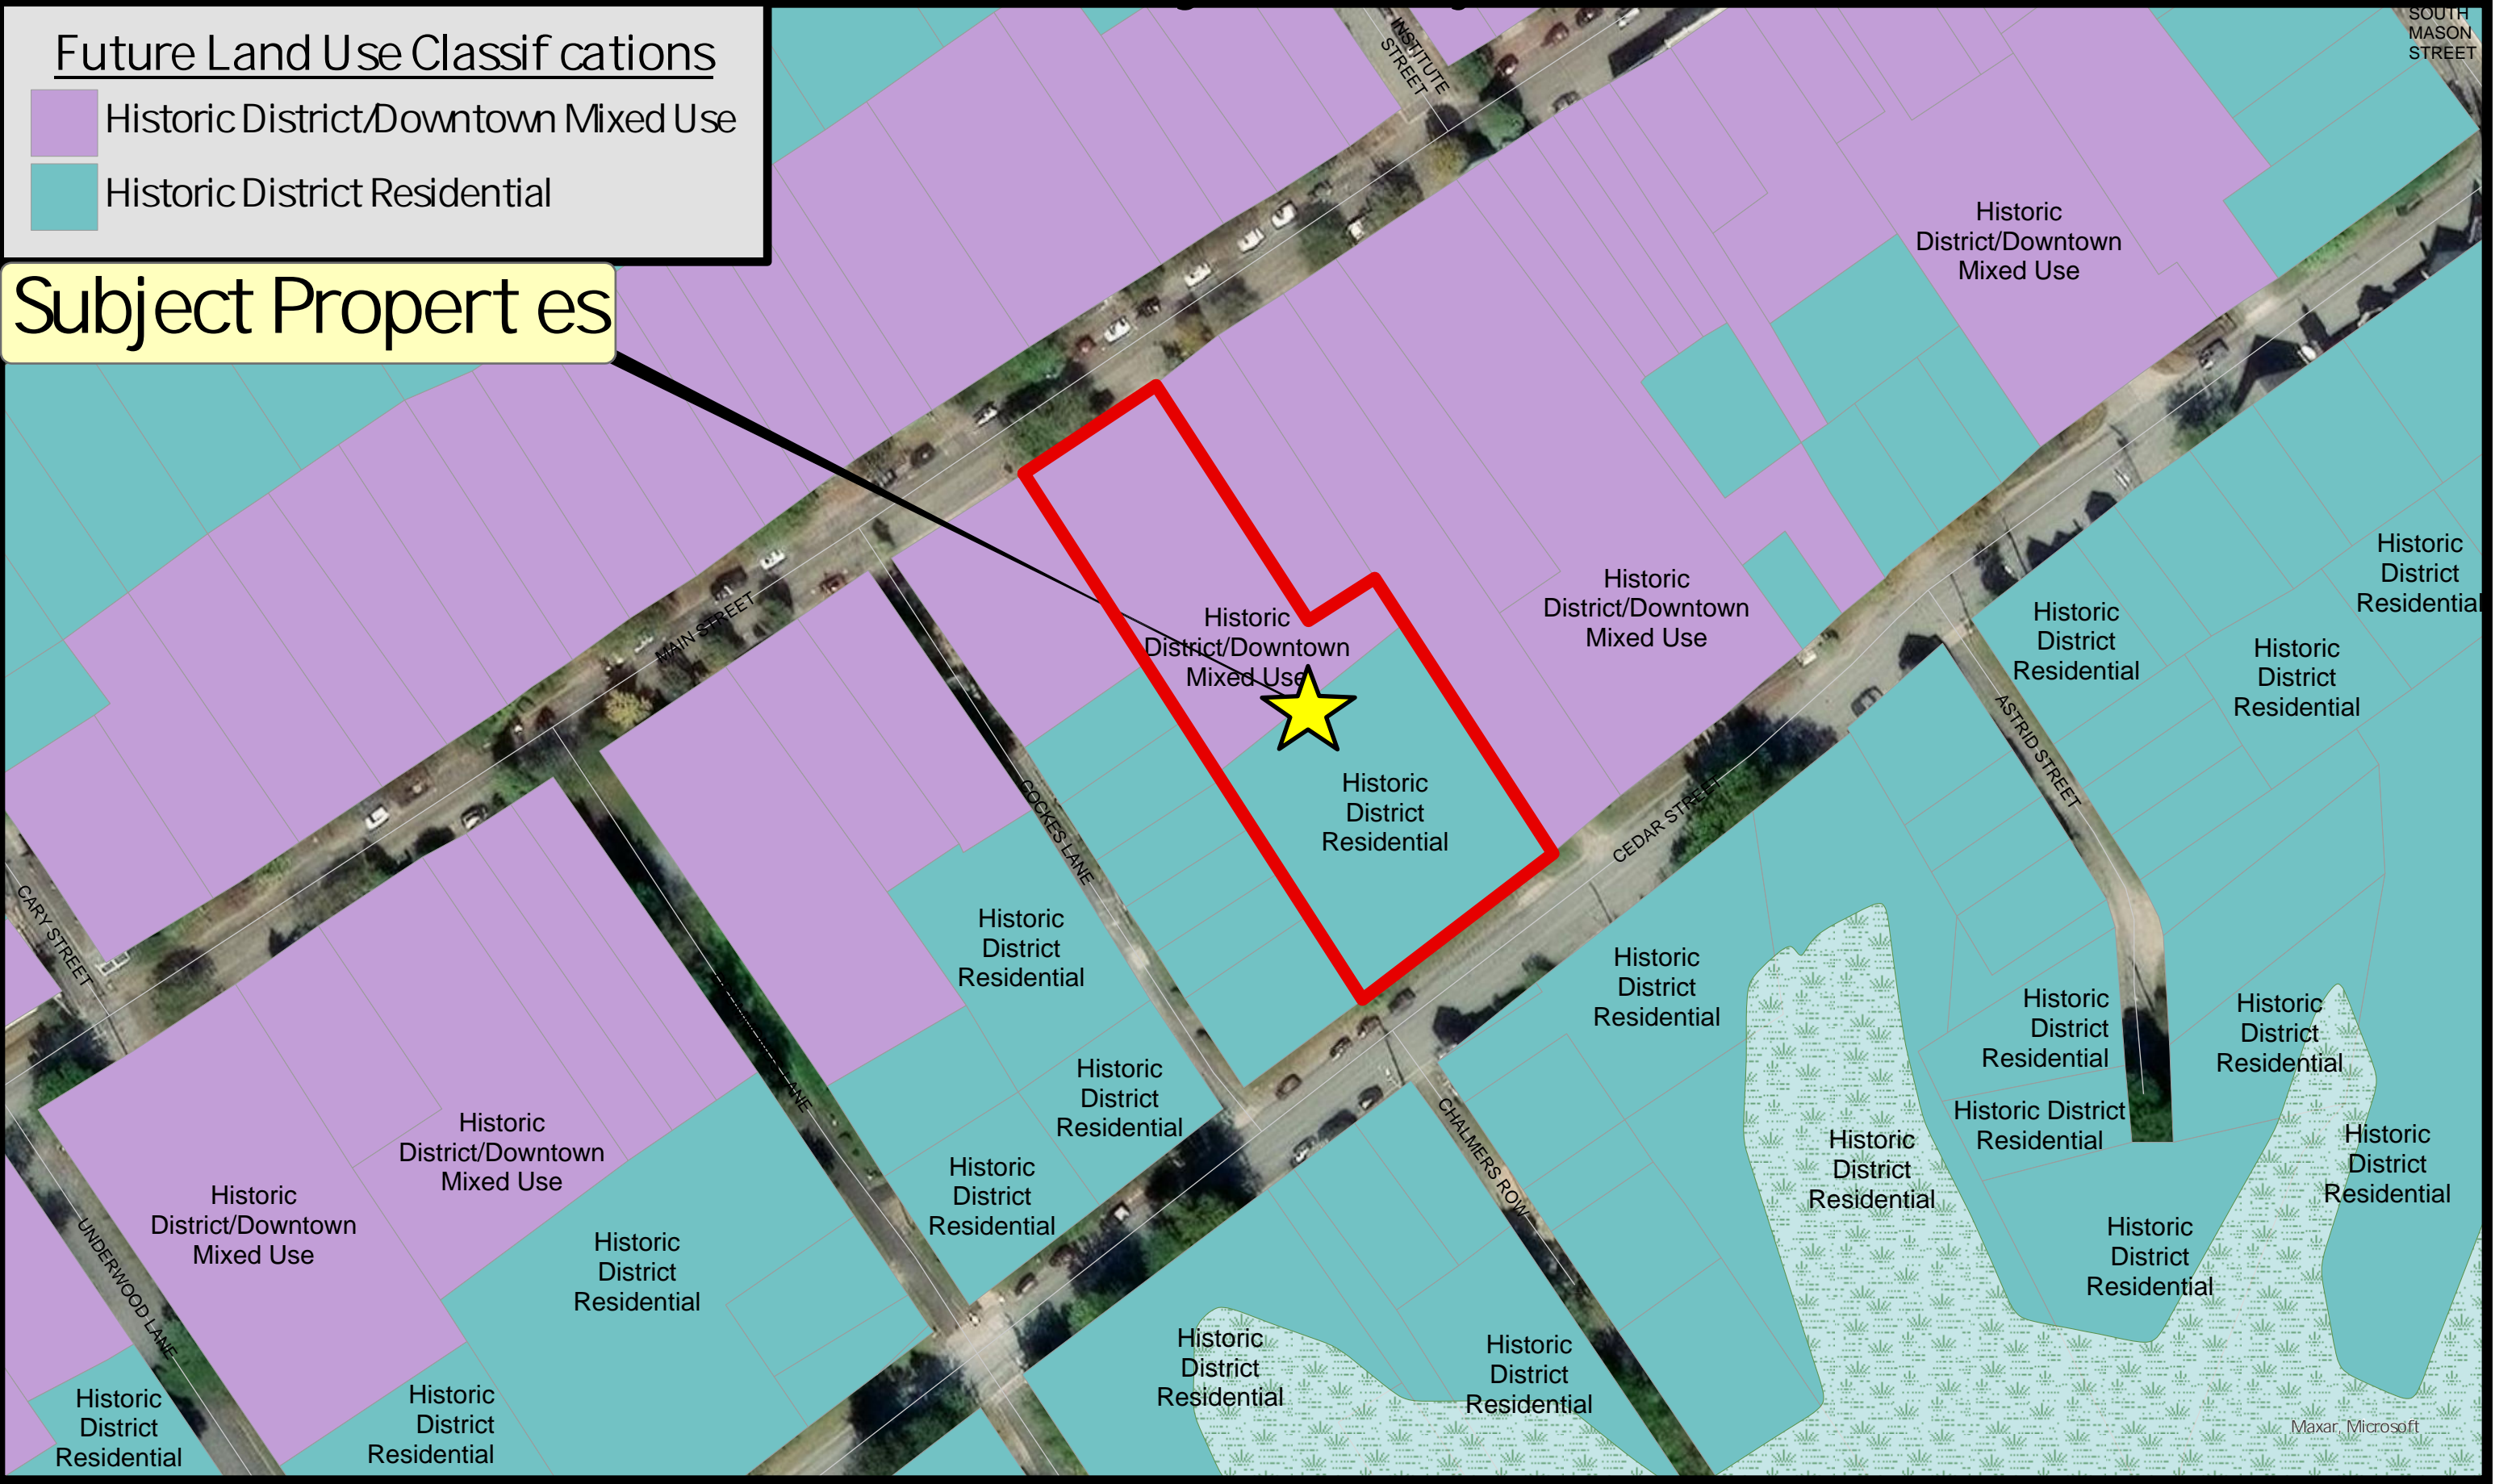 Future Land Use Classif cations
Historic District/Downtown Mixed Use
Historic District Residential
Subject Propert es
INSTITUTE
STREET
SOUTH
MASON
STREET
Historic
District/Downtown
Mixed Use
Historic
District
Residential
Historic
District/Downtown
Mixed Use
Historic
District
Residential
Historic
District/Downtown
Mixed Use
MAIN STREET
Historic
District
Residential
ASTRID STREET
Historic
District
Residential
COCKES LANE
CEDAR STREET
CARY STREET
Historic
District
Residential
Historic
District
Residential
Historic
District
Residential
Historic
District
Residential
Historic
District
Residential
LANE
CHALMERS ROW
Historic District
Residential
Historic
District
Residential
Historic
District
Residential
Historic
District/Downtown
Mixed Use
Historic
District
Residential
Historic
District/Downtown
Mixed Use
UNDERWOOD LANE
Historic
District
Residential
Historic
District
Residential
Historic
District
Residential
Historic
District
Residential
Historic
District
Residential
Historic
District
Residential
Maxar, Microsoft